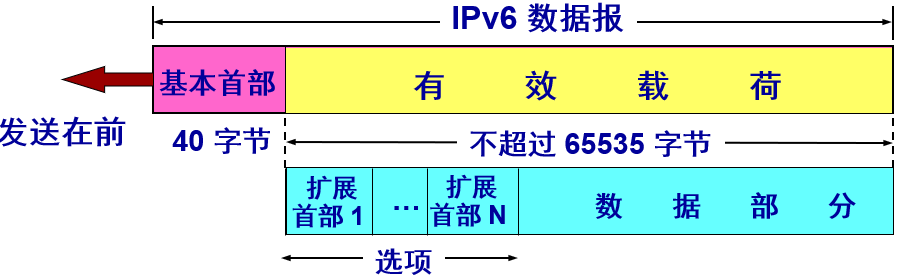 IPv6 数据报
基本首部
有效载荷
发送在前
40 字节
不超过 65535 字节
扩展
首部 1
...
扩展
首部 N
数据部分
选项